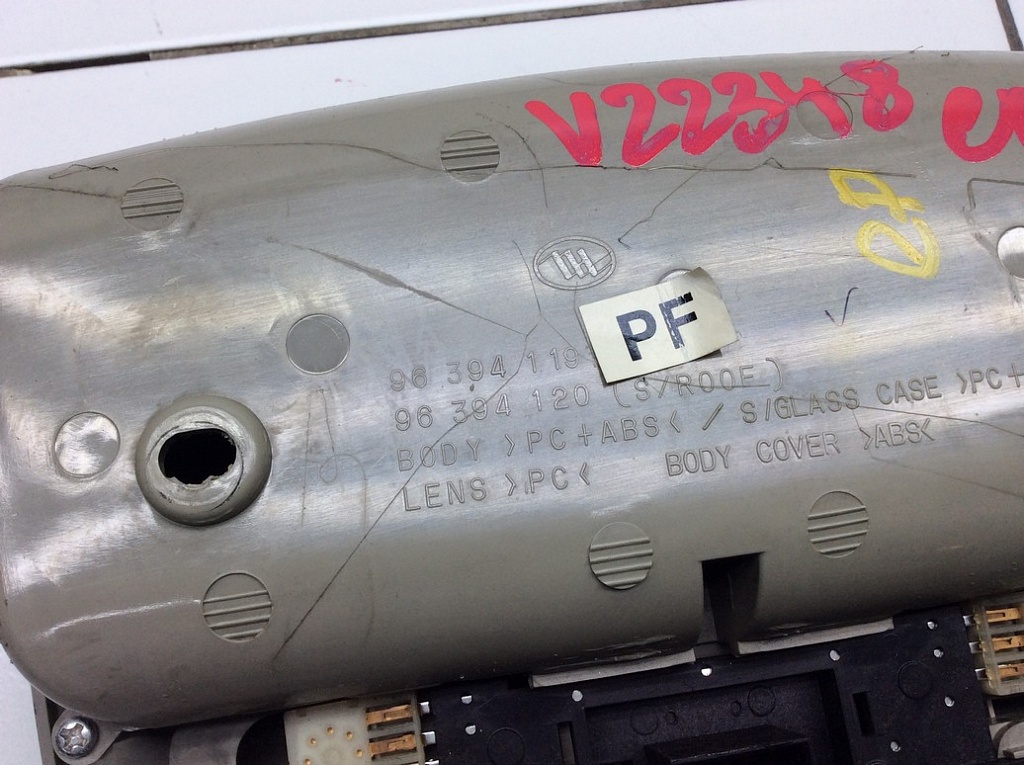 V22348
07
PF
96 394 119
96 394 120 (S/ROOF)
BODY >PC+ABS< / S/GLASS CASE >PC+
LENS >PC< BODY COVER >ABS<